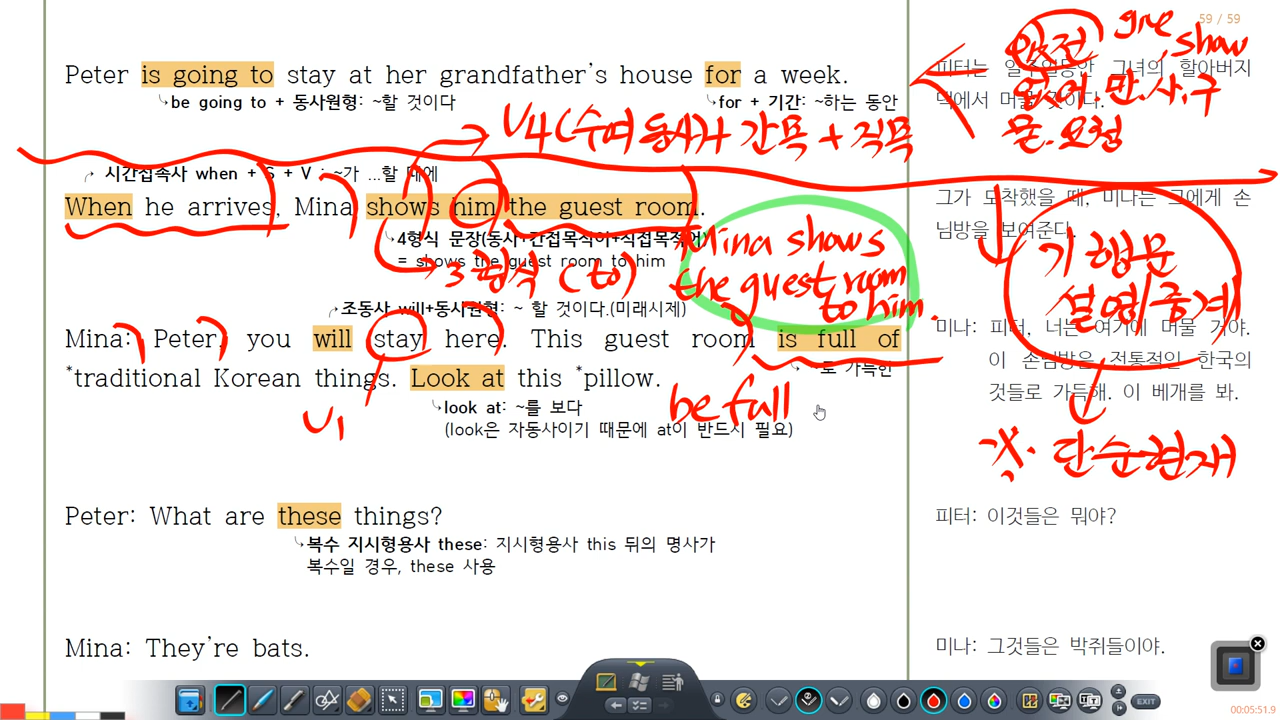 59 / 59
give
완전 show
Peter is going to stay at her grandfather's house for a week.
피터는 일주일동안 그녀의 할아버지
댁에서 머물 것이다.
be going to + 동사원형: ~할 것이다
for + 기간: ~하는 동안
만.사.구
문.요청
V4(수여동사)+ 간목 + 직목
시간접속사 when + S + V : ~가 …할 때에
When he arrives, Mina shows him the guest room.
그가 도착했을 때, 미나는 그에게 손
님방을 보여준다.
4형식 문장(동사+간접목적어+직접목적어)
= shows the guest room to him
3형식 (to)
Mina shows
the guest room
to him.
기행문
설명/중계
조동사 will+동사원형: ~ 할 것이다.(미래시제)
Mina: Peter, you will stay here. This guest room is full of
*traditional Korean things. Look at this *pillow.
~로 가득한
미나: 피터, 너는 여기에 머물 거야.
이 손님방은 전통적인 한국의
것들로 가득해. 이 베개를 봐.
look at: ~를 보다
(look은 자동사이기 때문에 at이 반드시 필요)
V1
be full
단순현재
Peter: What are these things?
피터: 이것들은 뭐야?
복수 지시형용사 these: 지시형용사 this 뒤의 명사가
복수일 경우, these 사용
Mina: They're bats.
미나: 그것들은 박쥐들이야.
EXIT
00:05:51.9